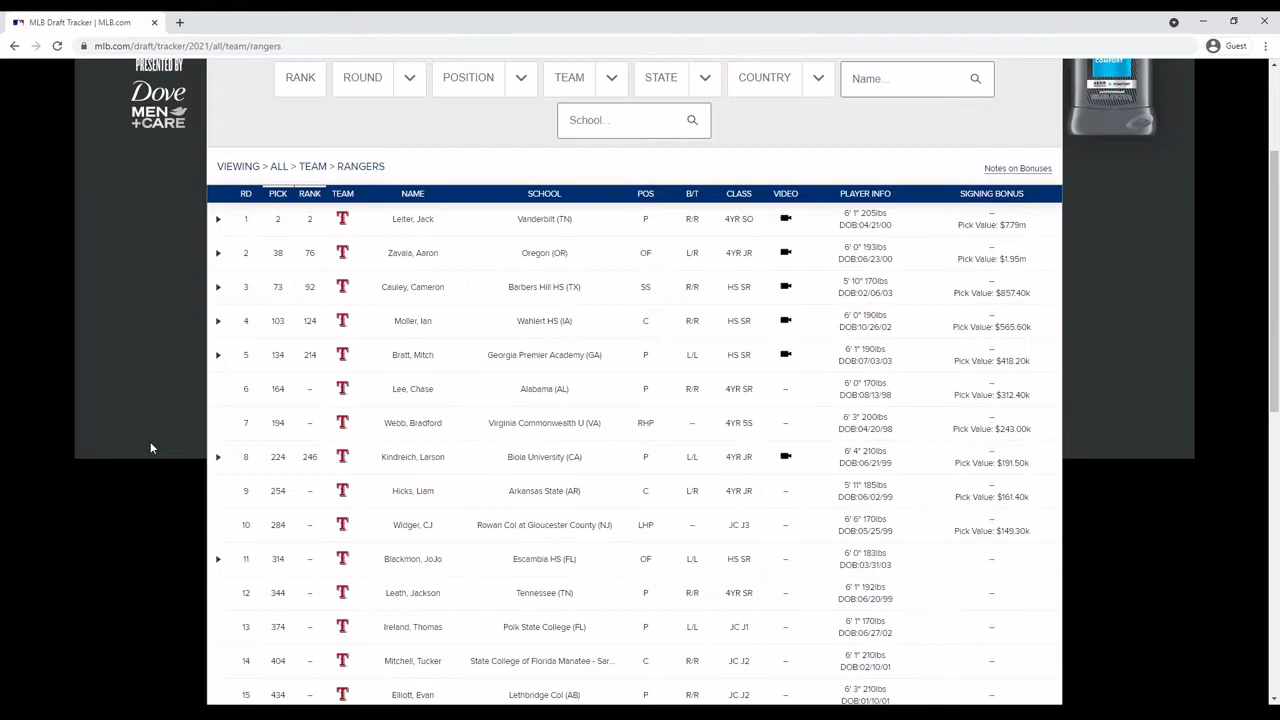 MLB Draft Tracker | MLB.com
mlb.com/draft/tracker/2021/all/team/rangers
Guest
PRESENTED BY
Dove
MEN
+CARE
COMFORT
RANK ROUND POSITION TEAM STATE COUNTRY Name...
School...
VIEWING > ALL > TEAM > RANGERS
Notes on Bonuses
RD PICK RANK TEAM NAME SCHOOL POS B/T CLASS VIDEO PLAYER INFO SIGNING BONUS
1 2 2 T Leiter, Jack Vanderbilt (TN) P R/R 4YR SO 6' 1" 205lbs --
DOB:04/21/00 Pick Value: $7.79m
2 38 76 T Zavala, Aaron Oregon (OR) OF L/R 4YR JR 6' 0" 193lbs --
DOB:06/23/00 Pick Value: $1.95m
3 73 92 T Cauley, Cameron Barbers Hill HS (TX) SS R/R HS SR 5' 10" 170lbs --
DOB:02/06/03 Pick Value: $857.40k
4 103 124 T Moller, Ian Wahlert HS (IA) C R/R HS SR 6' 0" 190lbs --
DOB:10/26/02 Pick Value: $565.60k
5 134 214 T Bratt, Mitch Georgia Premier Academy (GA) P L/L HS SR 6' 1" 190lbs --
DOB:07/03/03 Pick Value: $418.20k
6 164 -- T Lee, Chase Alabama (AL) P R/R 4YR SR -- 6' 0" 170lbs --
DOB:08/13/98 Pick Value: $312.40k
7 194 -- T Webb, Bradford Virginia Commonwealth U (VA) RHP -- 4YR 5S -- 6' 3" 200lbs --
DOB:04/20/98 Pick Value: $243.00k
8 224 246 T Kindreich, Larson Biola University (CA) P L/L 4YR JR 6' 4" 210lbs --
DOB:06/21/99 Pick Value: $191.50k
9 254 -- T Hicks, Liam Arkansas State (AR) C L/R 4YR JR -- 5' 11" 185lbs --
DOB:06/02/99 Pick Value: $161.40k
10 284 -- T Widger, CJ Rowan Col at Gloucester County (NJ) LHP -- JC J3 -- 6' 6" 170lbs --
DOB:05/25/99 Pick Value: $149.30k
11 314 -- T Blackmon, JoJo Escambia HS (FL) OF L/L HS SR -- 6' 0" 183lbs --
DOB:03/31/03
12 344 -- T Leath, Jackson Tennessee (TN) P R/R 4YR SR -- 6' 1" 192lbs --
DOB:06/20/99
13 374 -- T Ireland, Thomas Polk State College (FL) P L/L JC J1 -- 6' 1" 170lbs --
DOB:06/27/02
14 404 -- T Mitchell, Tucker State College of Florida Manatee - Sar... C R/R JC J2 -- 6' 1" 210lbs --
DOB:02/10/01
15 434 -- T Elliott, Evan Lethbridge Col (AB) P R/R JC J2 -- 6' 3" 210lbs --
DOB:01/10/01